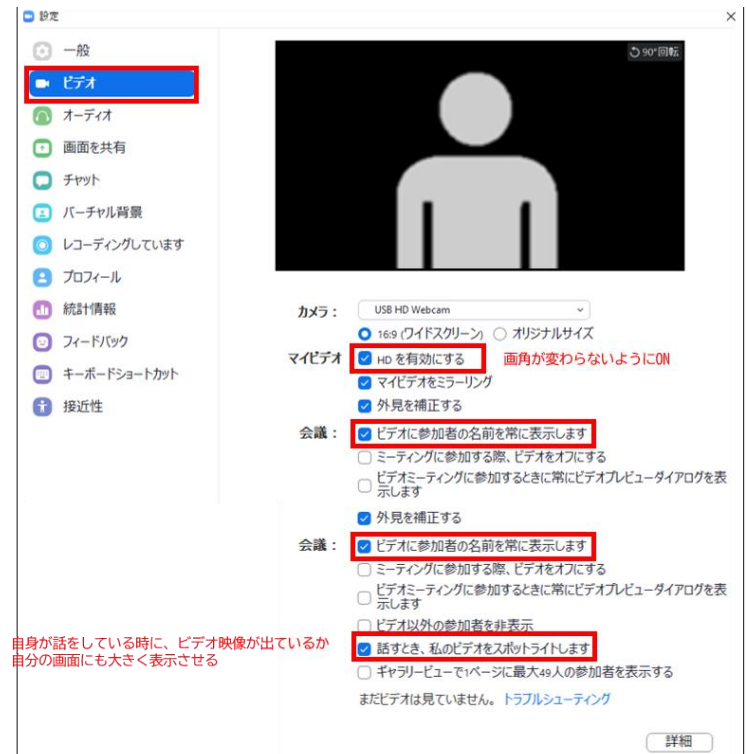 設定
一般
ビデオ
オーディオ
画面を共有
チャット
バーチャル背景
レコーディングしています
プロフィール
統計情報
フィードバック
キーボードショートカット
接近性
90°回転
カメラ：
USB HD Webcam
16:9 (ワイドスクリーン) オリジナルサイズ
マイビデオ HD を有効にする 画角が変わらないようにON
マイビデオをミラーリング
外見を補正する
会議： ビデオに参加者の名前を常に表示します
ミーティングに参加する際、ビデオをオフにする
ビデオミーティングに参加するときに常にビデオプレビューダイアログを表
示します
外見を補正する
会議： ビデオに参加者の名前を常に表示します
ミーティングに参加する際、ビデオをオフにする
ビデオミーティングに参加するときに常にビデオプレビューダイアログを表
示します
ビデオ以外の参加者を非表示
自身が話をしている時に、ビデオ映像が出ているか
自分の画面にも大きく表示させる
話すとき、私のビデオをスポットライトします
ギャラリービューで1ページに最大49人の参加者を表示する
まだビデオは見ていません。 トラブルシューティング
詳細